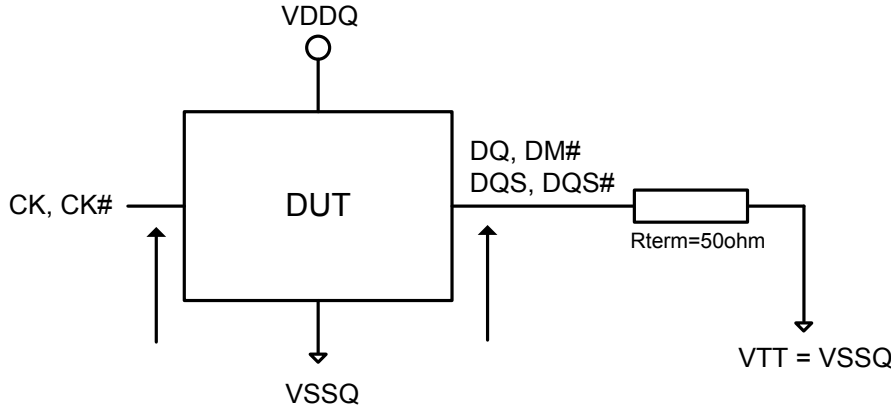 VDDQ
DQ, DM#
DQS, DQS#
CK, CK#
DUT
Rterm=50ohm
VTT = VSSQ
VSSQ